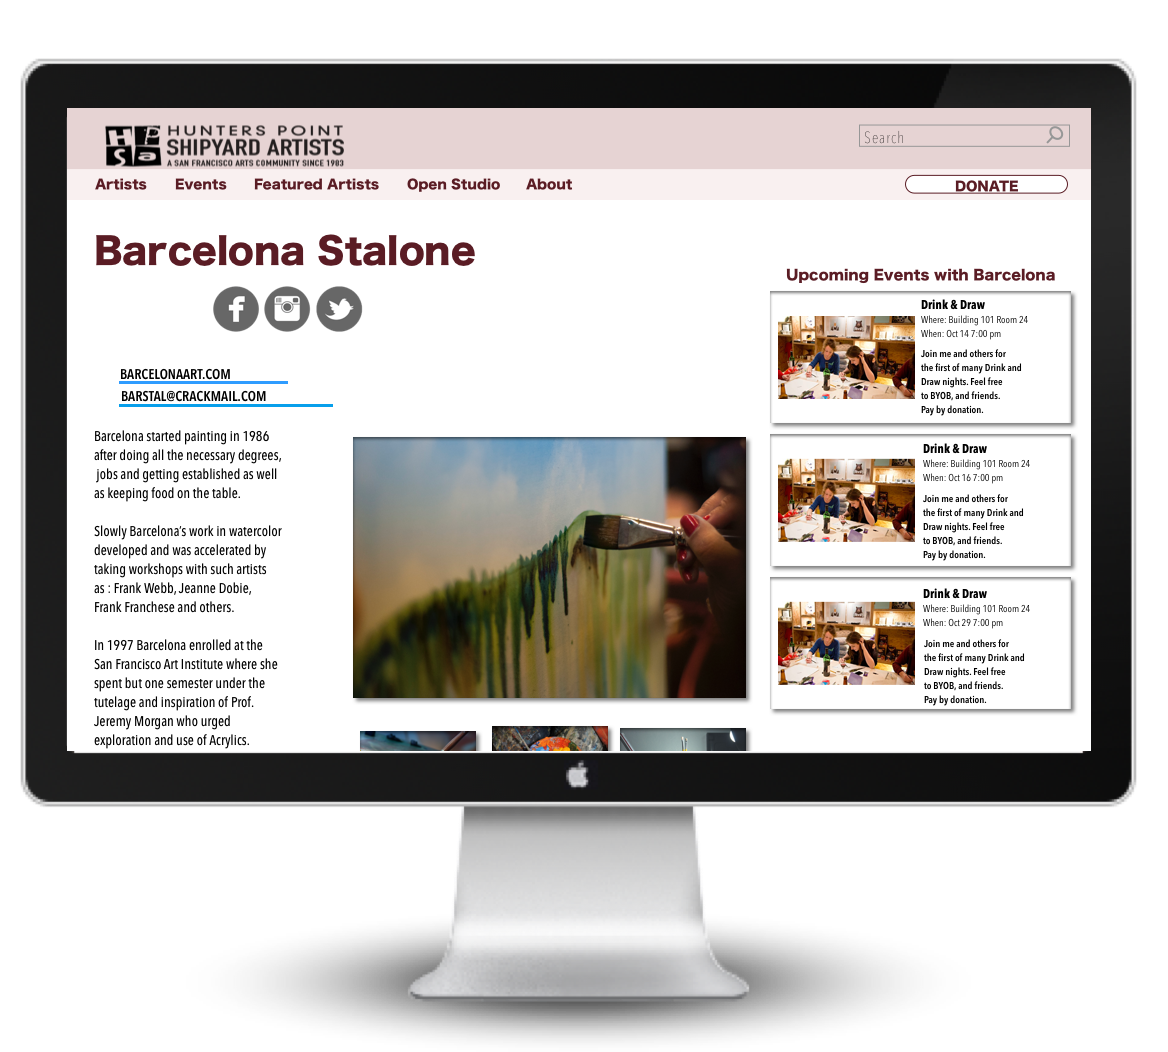 HPSa
HUNTERS POINT
SHIPYARD ARTISTS
A SAN FRANCISCO ARTS COMMUNITY SINCE 1983
Search
Artists Events Featured Artists Open Studio About
DONATE
Barcelona Stalone
BARCELONAART.COM
BARSTAL@CRACKMAIL.COM
Barcelona started painting in 1986
after doing all the necessary degrees,
jobs and getting established as well
as keeping food on the table.
Slowly Barcelona's work in watercolor
developed and was accelerated by
taking workshops with such artists
as : Frank Webb, Jeanne Dobie,
Frank Franchese and others.
In 1997 Barcelona enrolled at the
San Francisco Art Institute where she
spent but one semester under the
tutelage and inspiration of Prof.
Jeremy Morgan who urged
exploration and use of Acrylics.
Upcoming Events with Barcelona
Drink & Draw
Where: Building 101 Room 24
When: Oct 14 7:00 pm
Join me and others for
the first of many Drink and
Draw nights. Feel free
to BYOB, and friends.
Pay by donation.
Drink & Draw
Where: Building 101 Room 24
When: Oct 16 7:00 pm
Join me and others for
the first of many Drink and
Draw nights. Feel free
to BYOB, and friends.
Pay by donation.
Drink & Draw
Where: Building 101 Room 24
When: Oct 29 7:00 pm
Join me and others for
the first of many Drink and
Draw nights. Feel free
to BYOB, and friends.
Pay by donation.